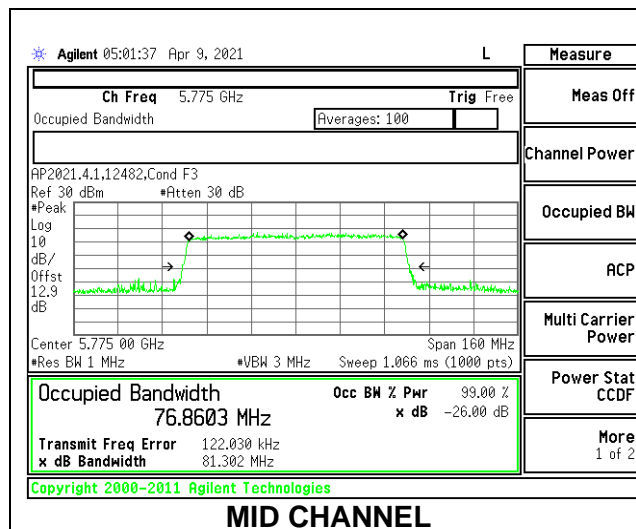 Agilent 05:01:37 Apr 9, 2021 L
Measure
Ch Freq 5.775 GHz Trig Free
Occupied Bandwidth Averages: 100
Meas Off
Channel Power
AP2021.4.1,12482,Cond F3
Ref 30 dBm #Atten 30 dB
#Peak
Log
10
dB/
Offst
12.9
dB
Occupied BW
ACP
Center 5.775 00 GHz Span 160 MHz
#Res BW 1 MHz #VBW 3 MHz Sweep 1.066 ms (1000 pts)
Multi Carrier
Power
Occupied Bandwidth Occ BW % Pwr 99.00 %
76.8603 MHz x dB -26.00 dB
Transmit Freq Error 122.030 kHz
x dB Bandwidth 81.302 MHz
Power Stat
CCDF
More
1 of 2
Copyright 2000-2011 Agilent Technologies
MID CHANNEL